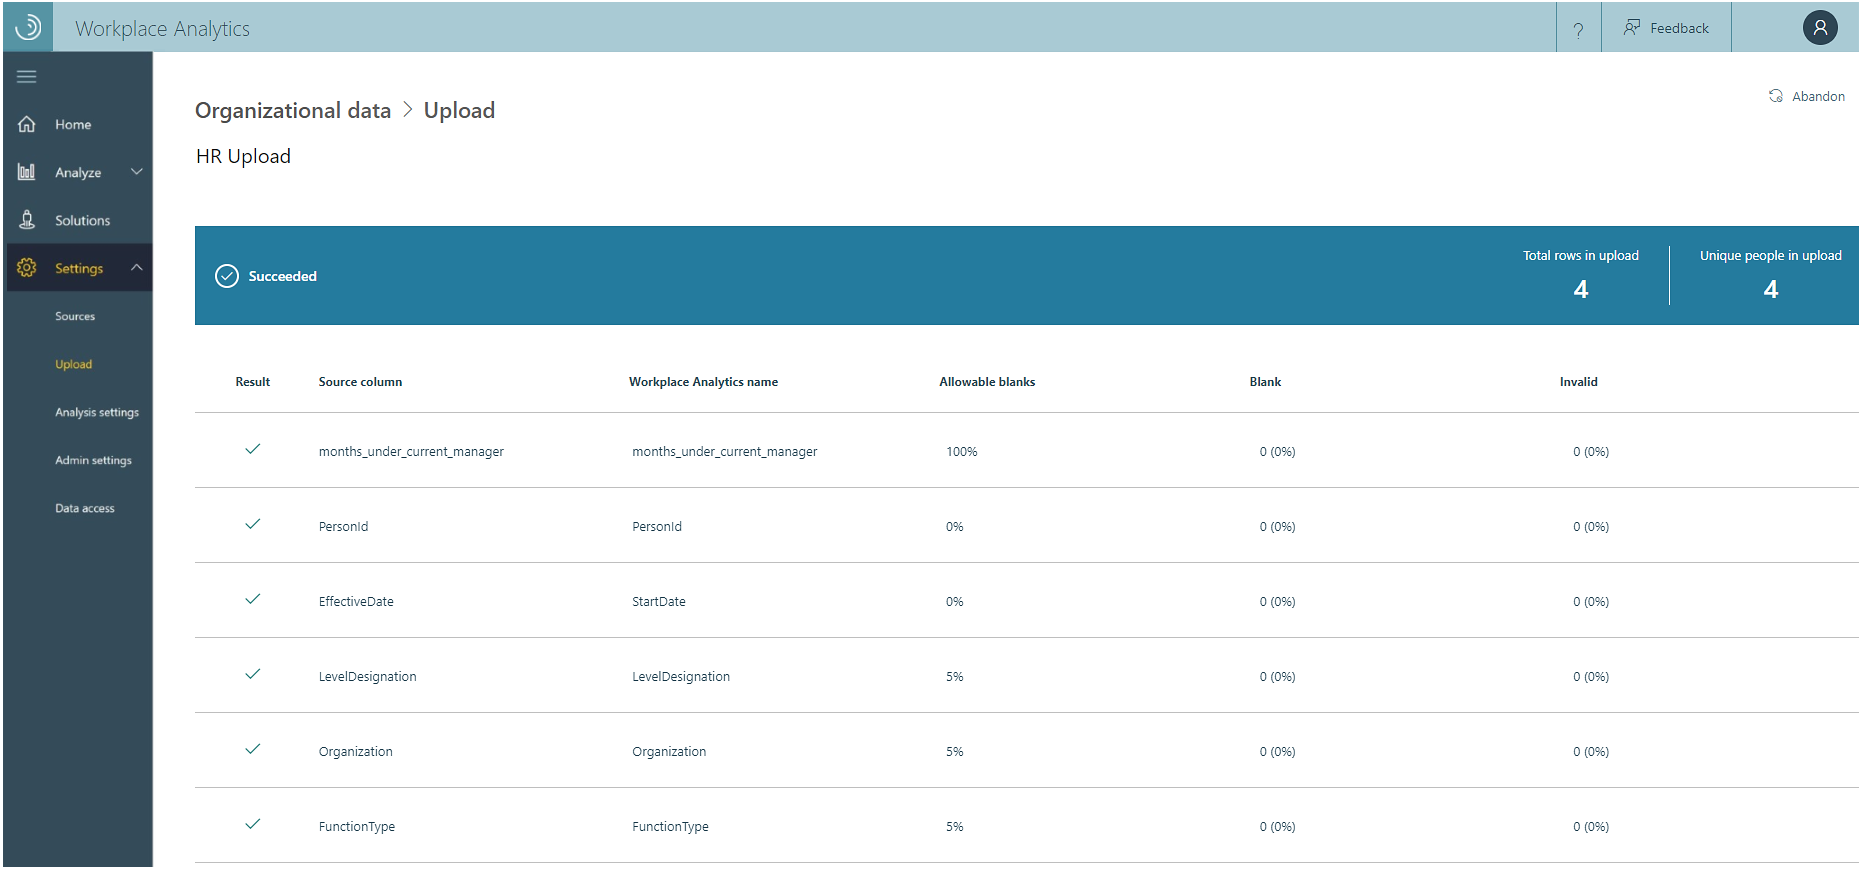 Workplace Analytics
?
Feedback
Home
Analyze
Solutions
Settings
Sources
Upload
Analysis settings
Admin settings
Data access
Organizational data > Upload
Abandon
HR Upload
Succeeded
Total rows in upload
4
Unique people in upload
4
Result Source column Workplace Analytics name Allowable blanks Blank Invalid
months_under_current_manager months_under_current_manager 100% 0 (0%) 0 (0%)
PersonId PersonId 0% 0 (0%) 0 (0%)
EffectiveDate StartDate 0% 0 (0%) 0 (0%)
LevelDesignation LevelDesignation 5% 0 (0%) 0 (0%)
Organization Organization 5% 0 (0%) 0 (0%)
FunctionType FunctionType 5% 0 (0%) 0 (0%)